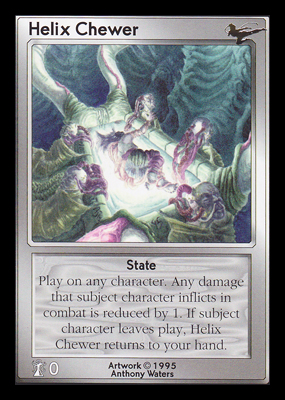 Helix Chewer
State
Play on any character. Any damage
that subject character inflicts in
combat is reduced by 1. If subject
character leaves play, Helix
Chewer returns to your hand.
0
Artwork © 1995
Anthony Waters